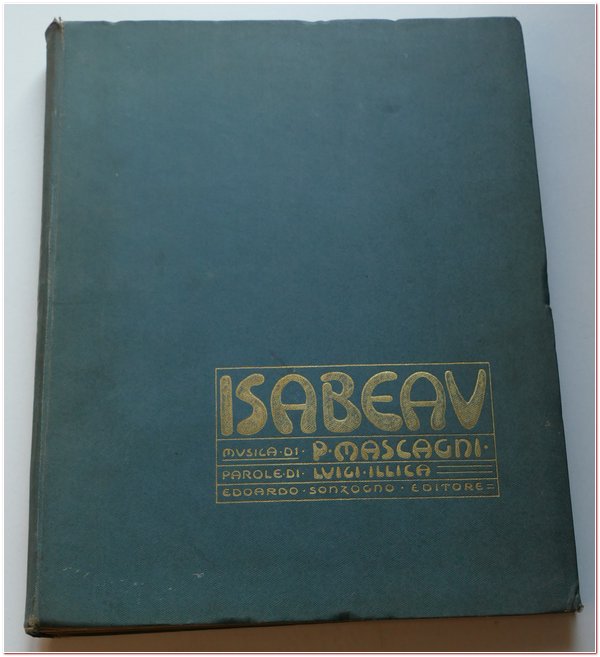 ISABEAV
MVSICA·DI· P·MASCAGNI·
PAROLE·DI· LVIGI·ILLICA
EDOARDO·SONZOGNO·EDITORE